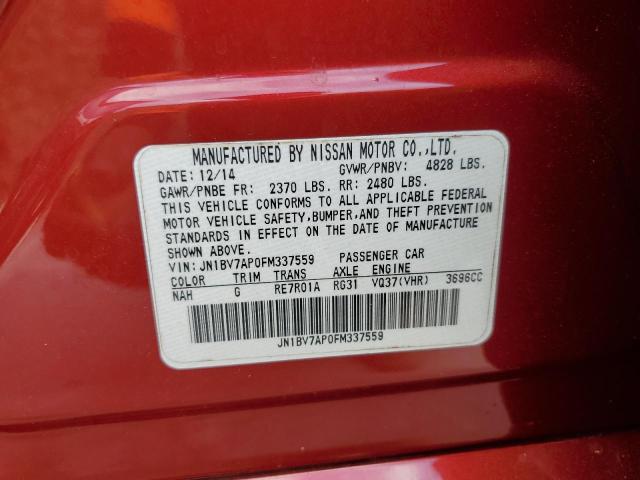 MANUFACTURED BY NISSAN MOTOR CO.,LTD.
DATE: 12/14 GVWR/PNBV: 4828 LBS.
GAWR/PNBE FR: 2370 LBS. RR: 2480 LBS.
THIS VEHICLE CONFORMS TO ALL APPLICABLE FEDERAL
MOTOR VEHICLE SAFETY,BUMPER,AND THEFT PREVENTION
STANDARDS IN EFFECT ON THE DATE OF MANUFACTURE
SHOWN ABOVE.
VIN: JN1BV7AP0FM337559 PASSENGER CAR
COLOR TRIM TRANS AXLE ENGINE
NAH G RE7R01A RG31 VQ37(VHR) 3696CC
JN1BV7AP0FM337559